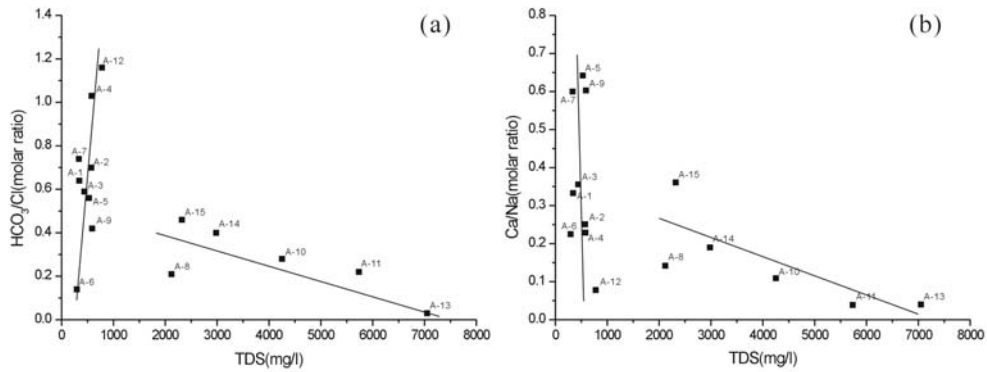 (a)
HCO₃/Cl(molar ratio)
1.4
1.2
1.0
0.8
0.6
0.4
0.2
0.0
A-12
A-4
A-7
A-2
A-1
A-3
A-5
A-9
A-6
A-15
A-14
A-8
A-10
A-11
A-13
0 1000 2000 3000 4000 5000 6000 7000 8000
TDS(mg/l)
(b)
Ca/Na(molar ratio)
0.8
0.7
0.6
0.5
0.4
0.3
0.2
0.1
0.0
A-5
A-9
A-7
A-3
A-1
A-2
A-6
A-4
A-12
A-15
A-14
A-8
A-10
A-11
A-13
0 1000 2000 3000 4000 5000 6000 7000 8000
TDS(mg/l)